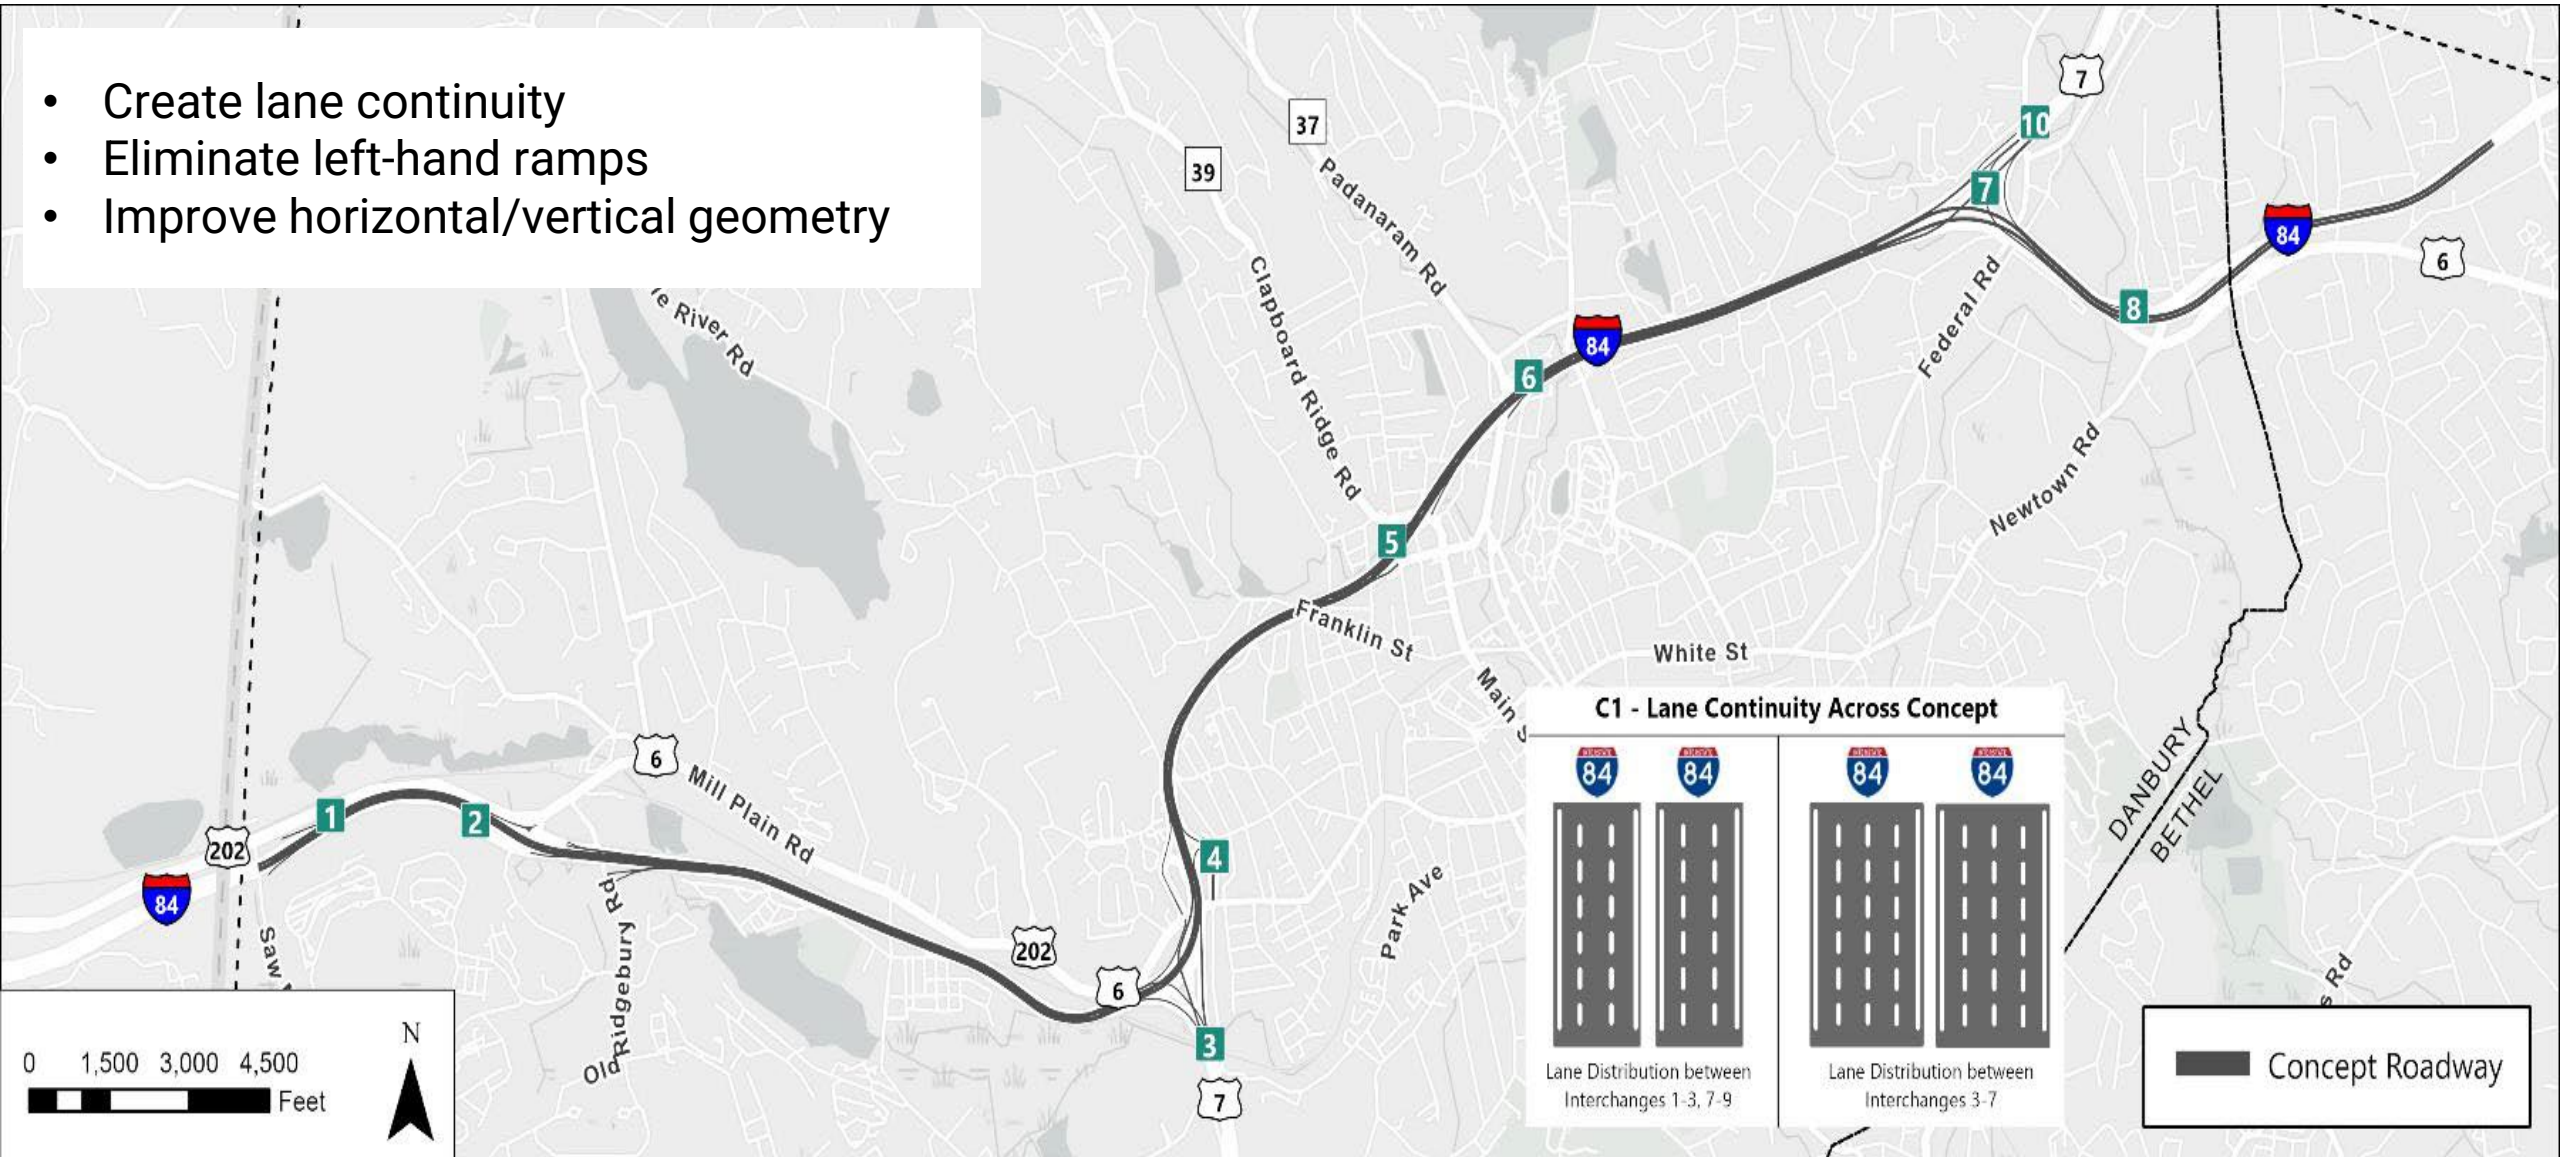 • Create lane continuity
• Eliminate left-hand ramps
• Improve horizontal/vertical geometry
7
10
37
39
7
Padanaram Rd
84
6
Clapboard Ridge Rd
River Rd
Federal Rd
8
84
6
Newtown Rd
5
Franklin St
White St
Main
6
Mill Plain Rd
1
2
202
84
4
Park Ave
DANBURY
BETHEL
Saw
Old Ridgebury Rd
Rd
202
6
3
7
Rd
C1 - Lane Continuity Across Concept
84 84 84 84
Lane Distribution between
Interchanges 1-3, 7-9
Lane Distribution between
Interchanges 3-7
N
0 1,500 3,000 4,500
Feet
Concept Roadway